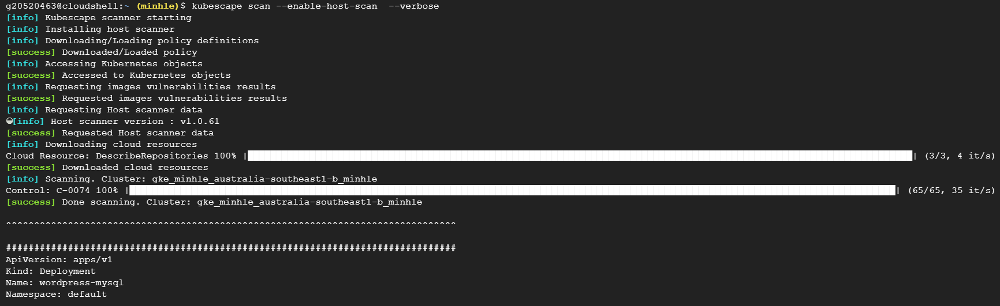 g20520463@cloudshell:~ (minhle)$ kubescape scan --enable-host-scan  --verbose
[info] Kubescape scanner starting
[info] Installing host scanner
[info] Downloading/Loading policy definitions
[success] Downloaded/Loaded policy
[info] Accessing Kubernetes objects
[success] Accessed to Kubernetes objects
[info] Requesting images vulnerabilities results
[success] Requested images vulnerabilities results
[info] Requesting Host scanner data
◒[info] Host scanner version : v1.0.61
[success] Requested Host scanner data
[info] Downloading cloud resources
Cloud Resource: DescribeRepositories 100% || (3/3, 4 it/s)
[success] Downloaded cloud resources
[info] Scanning. Cluster: gke_minhle_australia-southeast1-b_minhle
Control: C-0074 100% || (65/65, 35 it/s)
[success] Done scanning. Cluster: gke_minhle_australia-southeast1-b_minhle
^^^^^^^^^^^^^^^^^^^^^^^^^^^^^^^^^^^^^^^^^^^^^^^^^^^^^^^^^^^^^^^^^^^^^^^^^^^^^^^^
################################################################################
ApiVersion: apps/v1
Kind: Deployment
Name: wordpress-mysql
Namespace: default